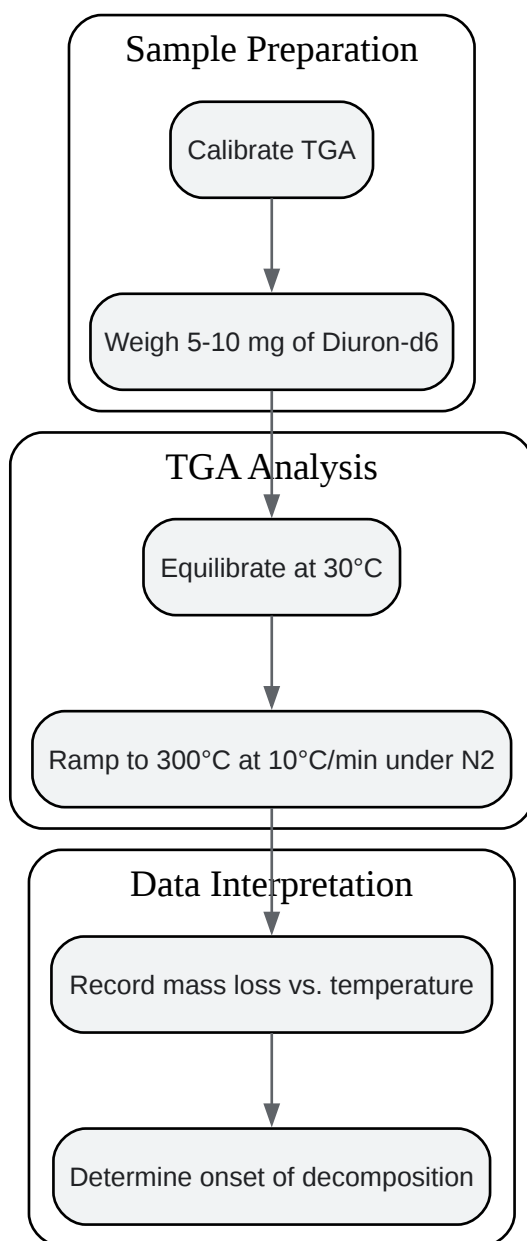 Sample Preparation
Calibrate TGA
Weigh 5-10 mg of Diuron-d6
TGA Analysis
Equilibrate at 30°C
Ramp to 300°C at 10°C/min under N2
Data Interpretation
Record mass loss vs. temperature
Determine onset of decomposition